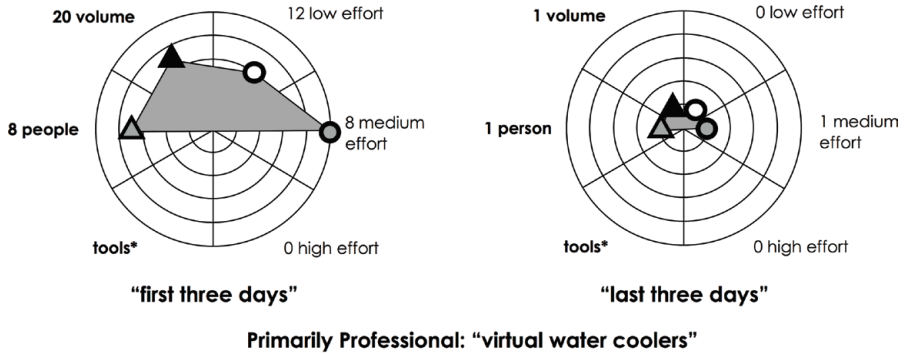 20 volume
12 low effort
8 people
8 medium
effort
tools*
0 high effort
"first three days"
1 volume
0 low effort
1 person
1 medium
effort
tools*
0 high effort
"last three days"
Primarily Professional: "virtual water coolers"